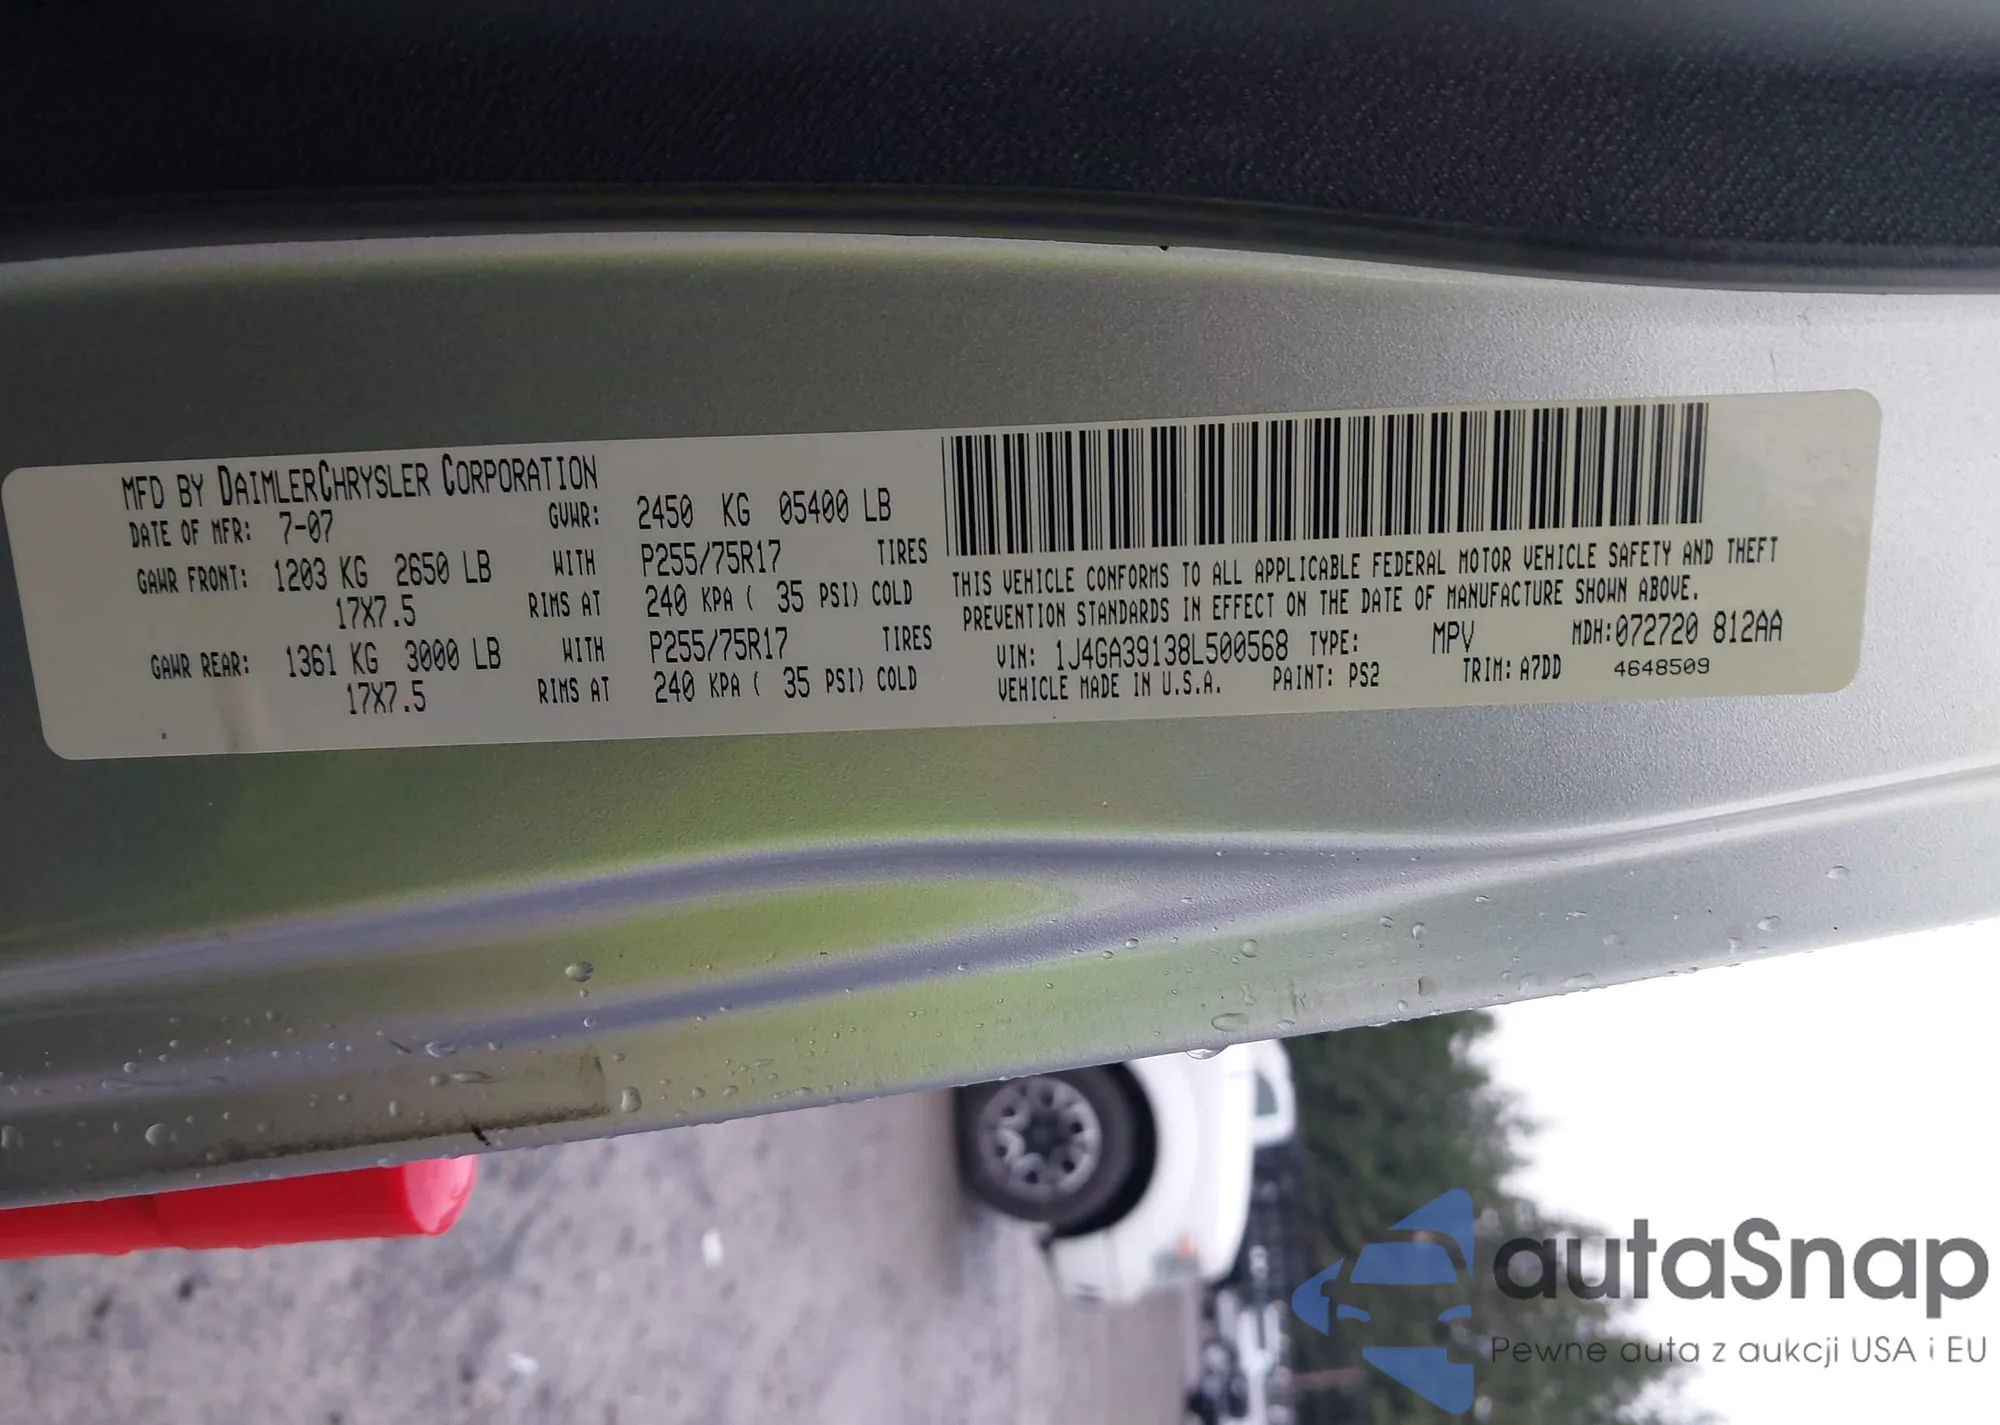 MFD BY DAIMLERCHRYSLER CORPORATION
DATE OF MFR: 7-07 GVWR: 2450 KG 05400 LB
GAWR FRONT: 1203 KG 2650 LB WITH P255/75R17 TIRES
17X7.5 RIMS AT 240 KPA ( 35 PSI) COLD
GAWR REAR: 1361 KG 3000 LB WITH P255/75R17 TIRES
17X7.5 RIMS AT 240 KPA ( 35 PSI) COLD
THIS VEHICLE CONFORMS TO ALL APPLICABLE FEDERAL MOTOR VEHICLE SAFETY AND THEFT
PREVENTION STANDARDS IN EFFECT ON THE DATE OF MANUFACTURE SHOWN ABOVE.
VIN: 1J4GA39138L500568 TYPE: MPV MDH:072720 812AA
VEHICLE MADE IN U.S.A. PAINT: PS2 TRIM: A7DD 4648509
autaSnap
Pewne auta z aukcji USA i EU